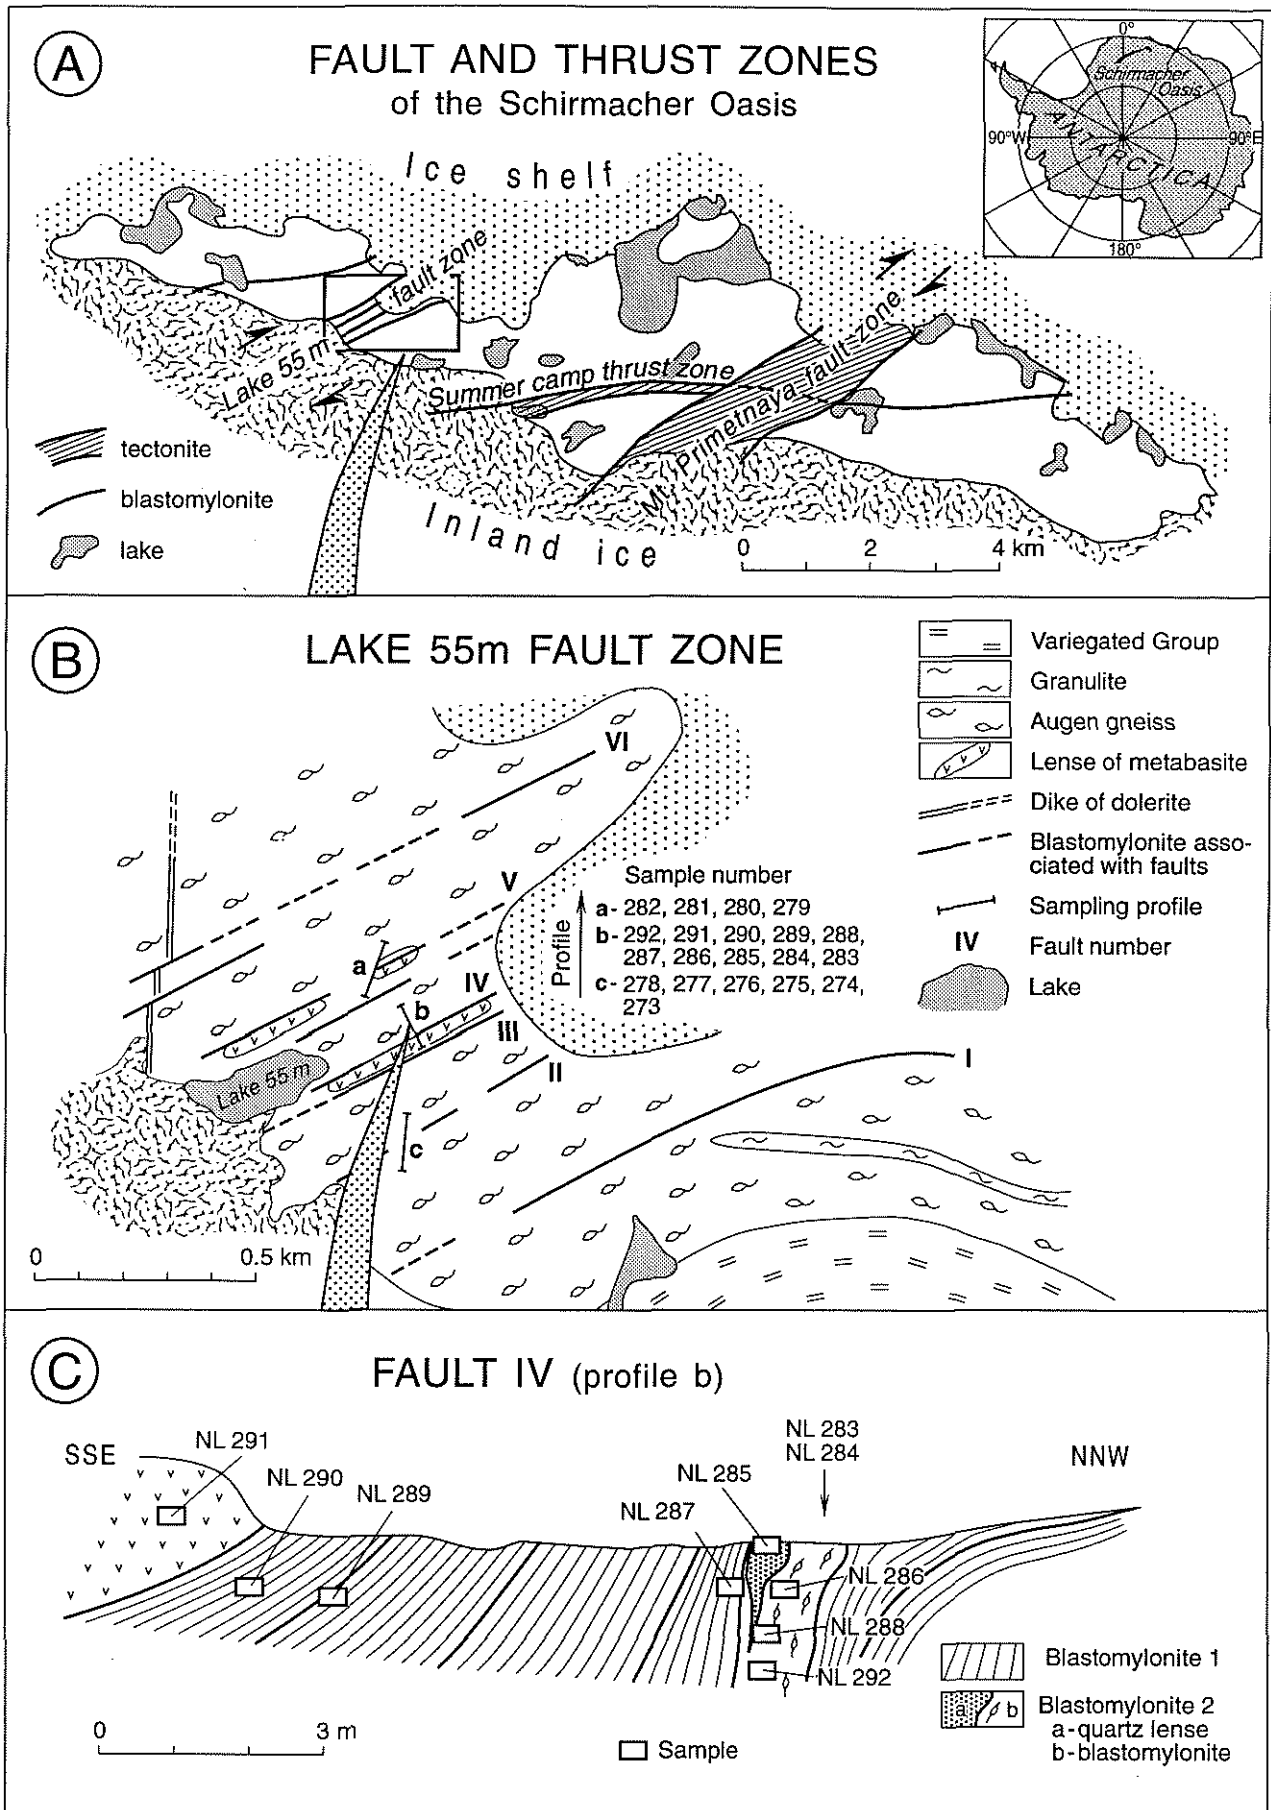 A
FAULT AND THRUST ZONES
of the Schirmacher Oasis
0°
Schirmacher
Oasis
90°W
90°E
ANTARCTICA
180°
Ice shelf
fault zone
Lake 55 m
Summer camp thrust zone
Mt. Primetnaya fault zone
tectonite
blastomylonite
lake
Inland ice
0 2 4 km
B
LAKE 55m FAULT ZONE
Variegated Group
Granulite
Augen gneiss
Lense of metabasite
Dike of dolerite
Blastomylonite asso-
ciated with faults
Sampling profile
IV Fault number
Lake
VI
V
Sample number
Profile
a- 282, 281, 280, 279
b- 292, 291, 290, 289, 288,
287, 286, 285, 284, 283
c- 278, 277, 276, 275, 274,
273
a
IV
b
III
II
I
Lake 55 m
c
0 0.5 km
C
FAULT IV (profile b)
SSE
NNW
NL 291
NL 290
NL 289
NL 287
NL 285
NL 283
NL 284
NL 286
NL 288
NL 292
Blastomylonite 1
a b Blastomylonite 2
a-quartz lense
b-blastomylonite
0 3 m
Sample